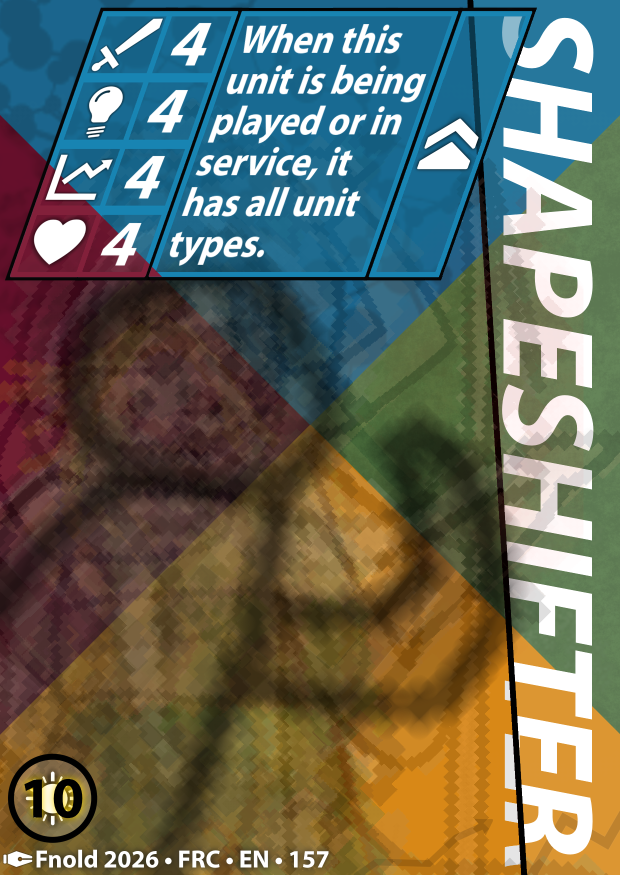 4
4
4
4
When this
unit is being
played or in
service, it
has all unit
types.
SHAPESHIFTER
10
Fnold 2026 • FRC • EN • 157